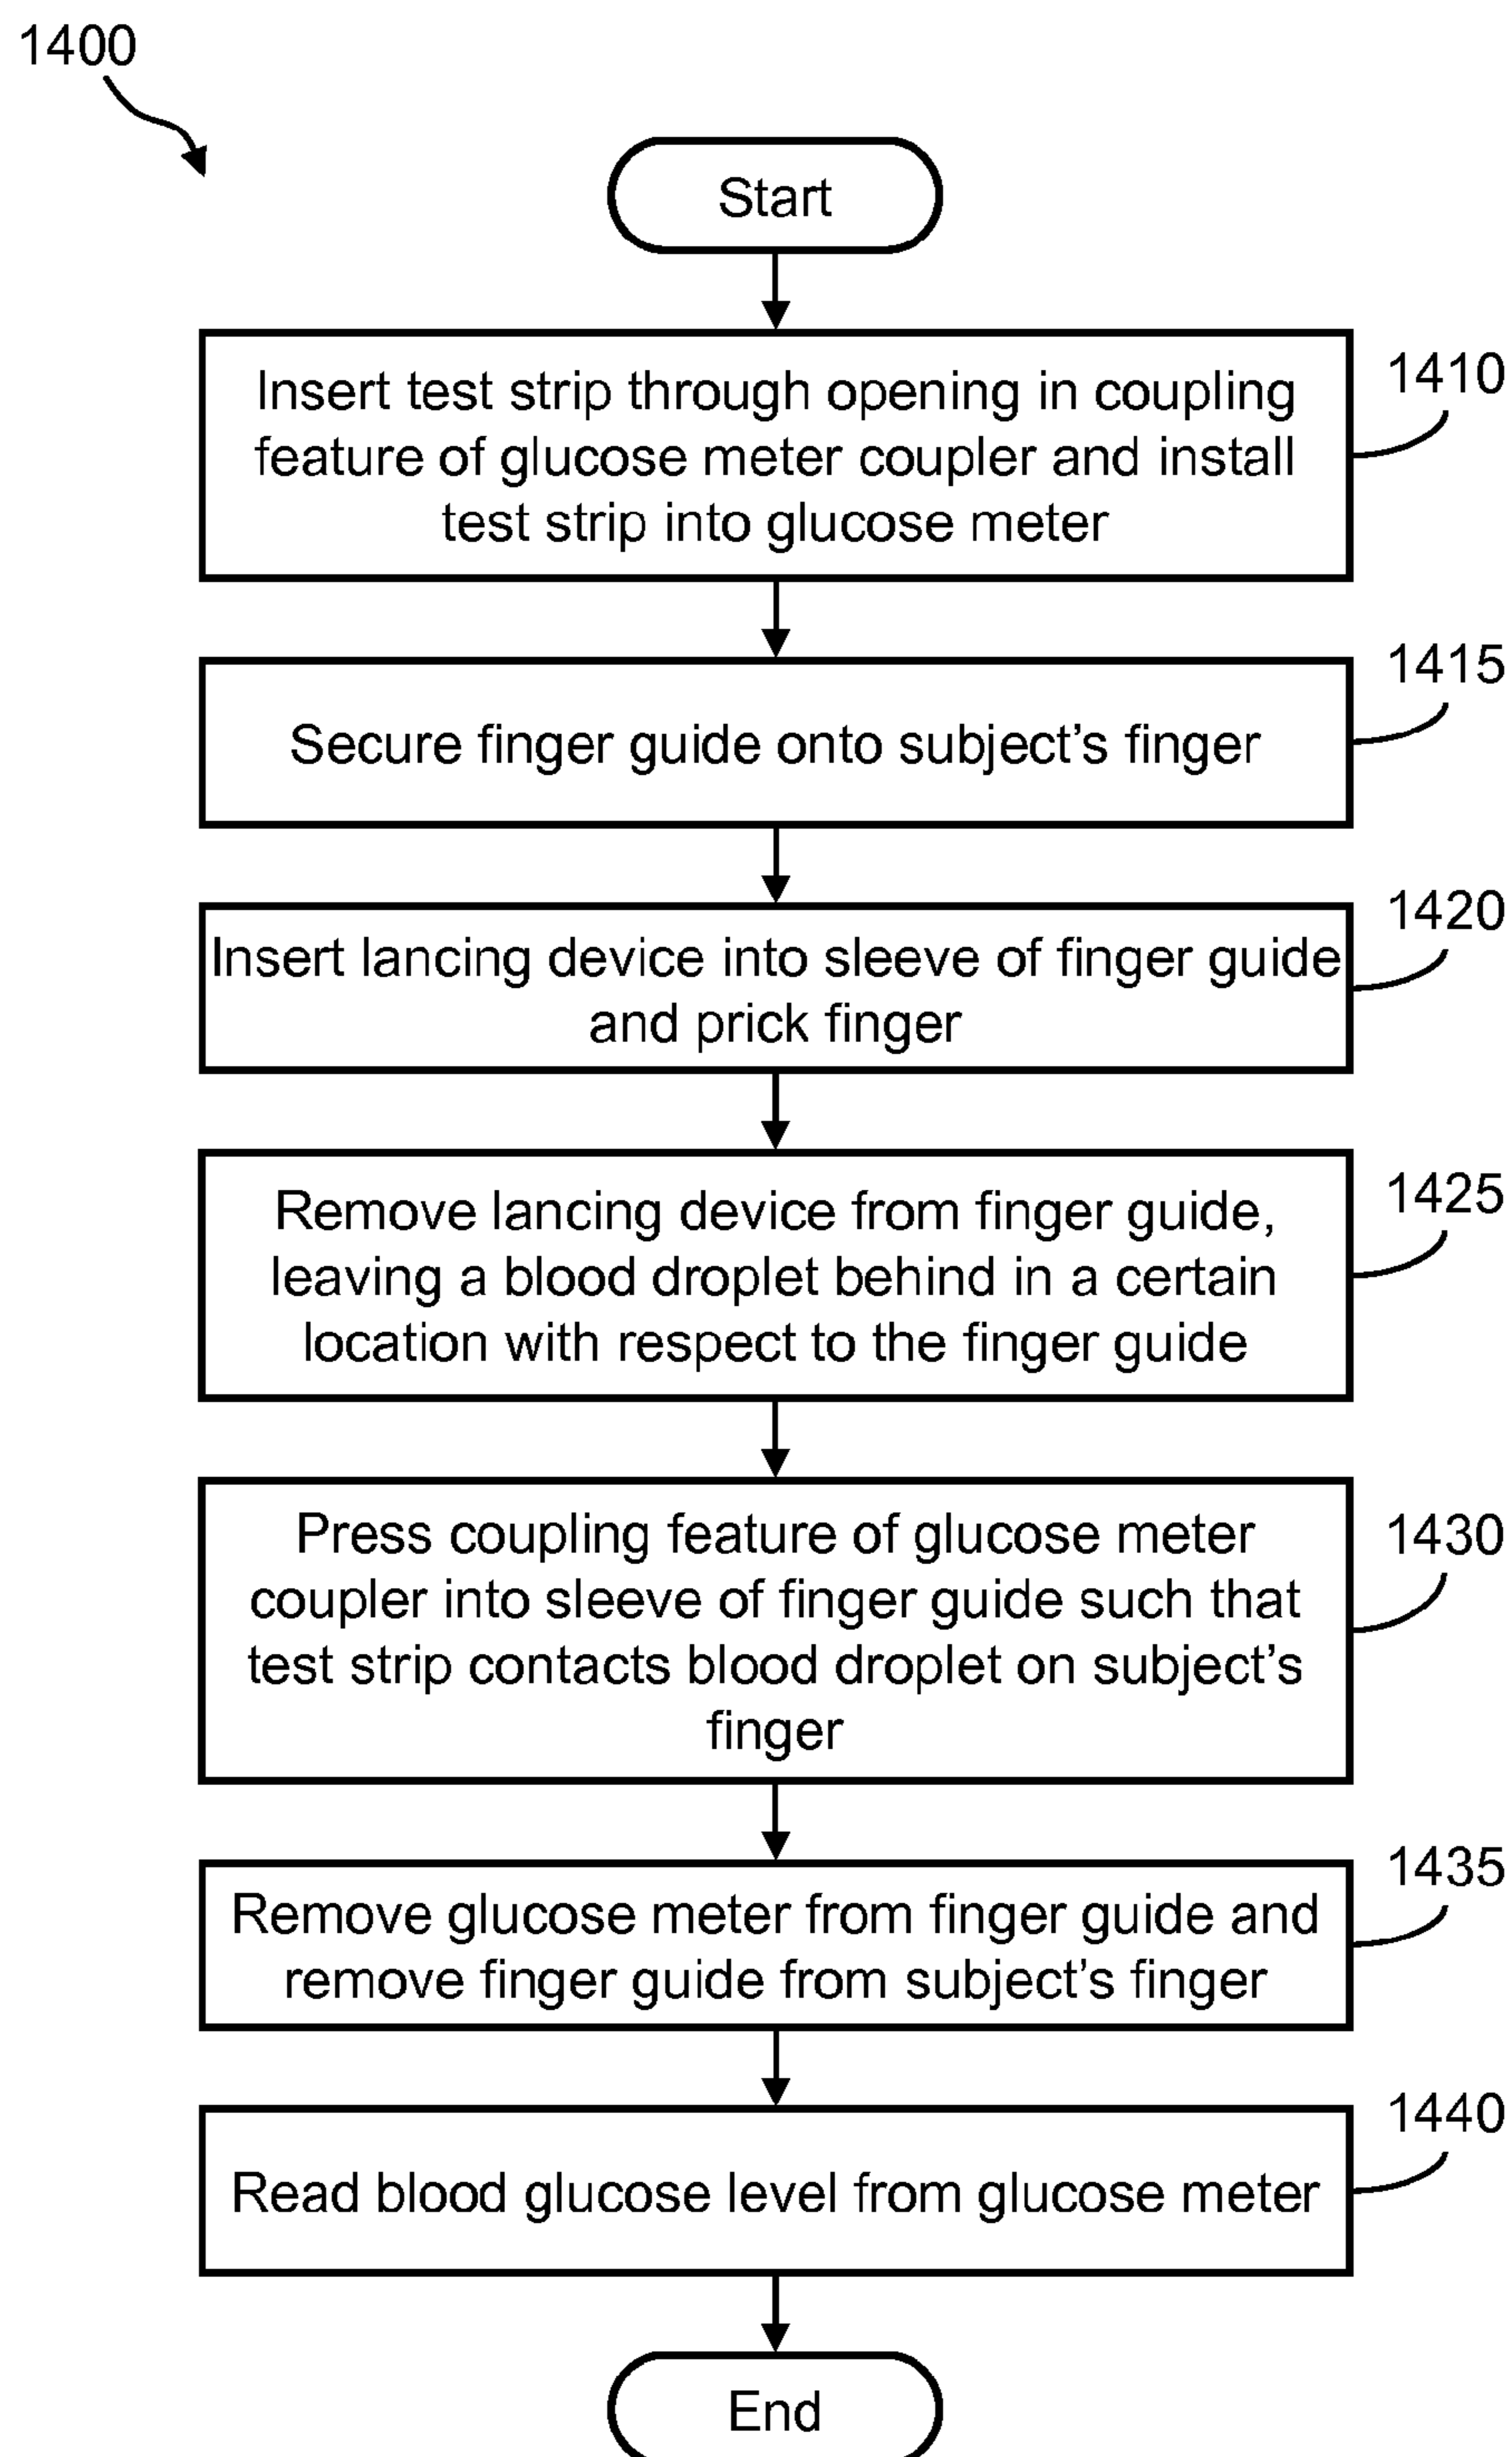 1400
Start
Insert test strip through opening in coupling
feature of glucose meter coupler and install
test strip into glucose meter
1410
Secure finger guide onto subject's finger
1415
Insert lancing device into sleeve of finger guide
and prick finger
1420
Remove lancing device from finger guide,
leaving a blood droplet behind in a certain
location with respect to the finger guide
1425
Press coupling feature of glucose meter
coupler into sleeve of finger guide such that
test strip contacts blood droplet on subject's
finger
1430
Remove glucose meter from finger guide and
remove finger guide from subject's finger
1435
Read blood glucose level from glucose meter
1440
End